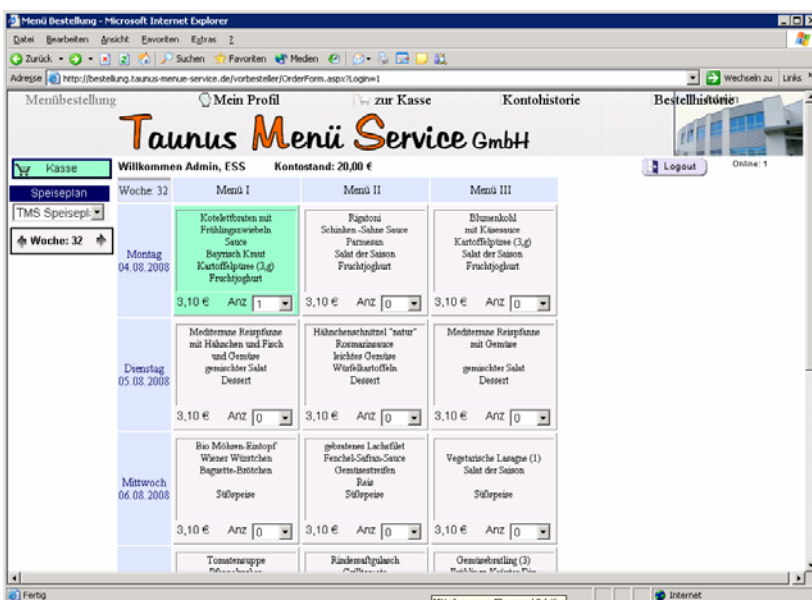 Menü Bestellung - Microsoft Internet Explorer
Datei Bearbeiten Ansicht Favoriten Extras ?
Zurück Suchen Favoriten Medien
Adresse http://bestellung.taunus-menue-service.de/vorbesteller/OrderForm.aspx?Login=1 Wechseln zu Links
Menübestellung Mein Profil zur Kasse Kontohistorie Bestellhistorie
Taunus Menü Service GmbH
Kasse Willkommen Admin, ESS Kontostand: 20,00 € Logout Online: 1
Speiseplan Woche: 32 Menü I Menü II Menü III
TMS Speisepl
Woche: 32
Montag
04.08.2008
Kotelettbraten mit
Frühlingszwiebeln
Sauce
Bayrisch Kraut
Kartoffelpüree (3,g)
Fruchtjoghurt
3,10 € Anz 1
Rigatoni
Schinken -Sahne Sauce
Parmesan
Salat der Saison
Fruchtjoghurt
3,10 € Anz 0
Blumenkohl
mit Käsesauce
Kartoffelpüree (3,g)
Salat der Saison
Fruchtjoghurt
3,10 € Anz 0
Dienstag
05.08.2008
Mediterrane Reispfanne
mit Hähnchen und Fisch
und Gemüse
gemischter Salat
Dessert
3,10 € Anz 0
Hähnchenschnitzel "natur"
Rosmarinsauce
leichtes Gemüse
Würfelkartoffeln
Dessert
3,10 € Anz 0
Mediterrane Reispfanne
mit Gemüse
gemischter Salat
Dessert
3,10 € Anz 0
Mittwoch
06.08.2008
Bio Möhren-Eintopf
Wiener Würstchen
Baguette-Brötchen
Süßspeise
3,10 € Anz 0
gebratenes Lachsfilet
Fenchel-Safran-Sauce
Gemüsestreifen
Reis
Süßspeise
3,10 € Anz 0
Vegetarische Lasagne (1)
Salat der Saison
Süßspeise
3,10 € Anz 0
Tomatensuppe
Rindersaftgulasch
Gemüsebratling (3)
Fertig Internet